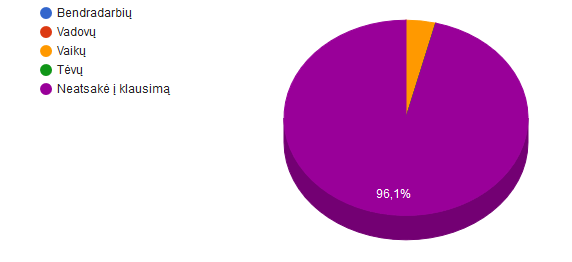 Bendradarbių
Vadovų
Vaikų
Tėvų
Neatsakė į klausimą
96,1%